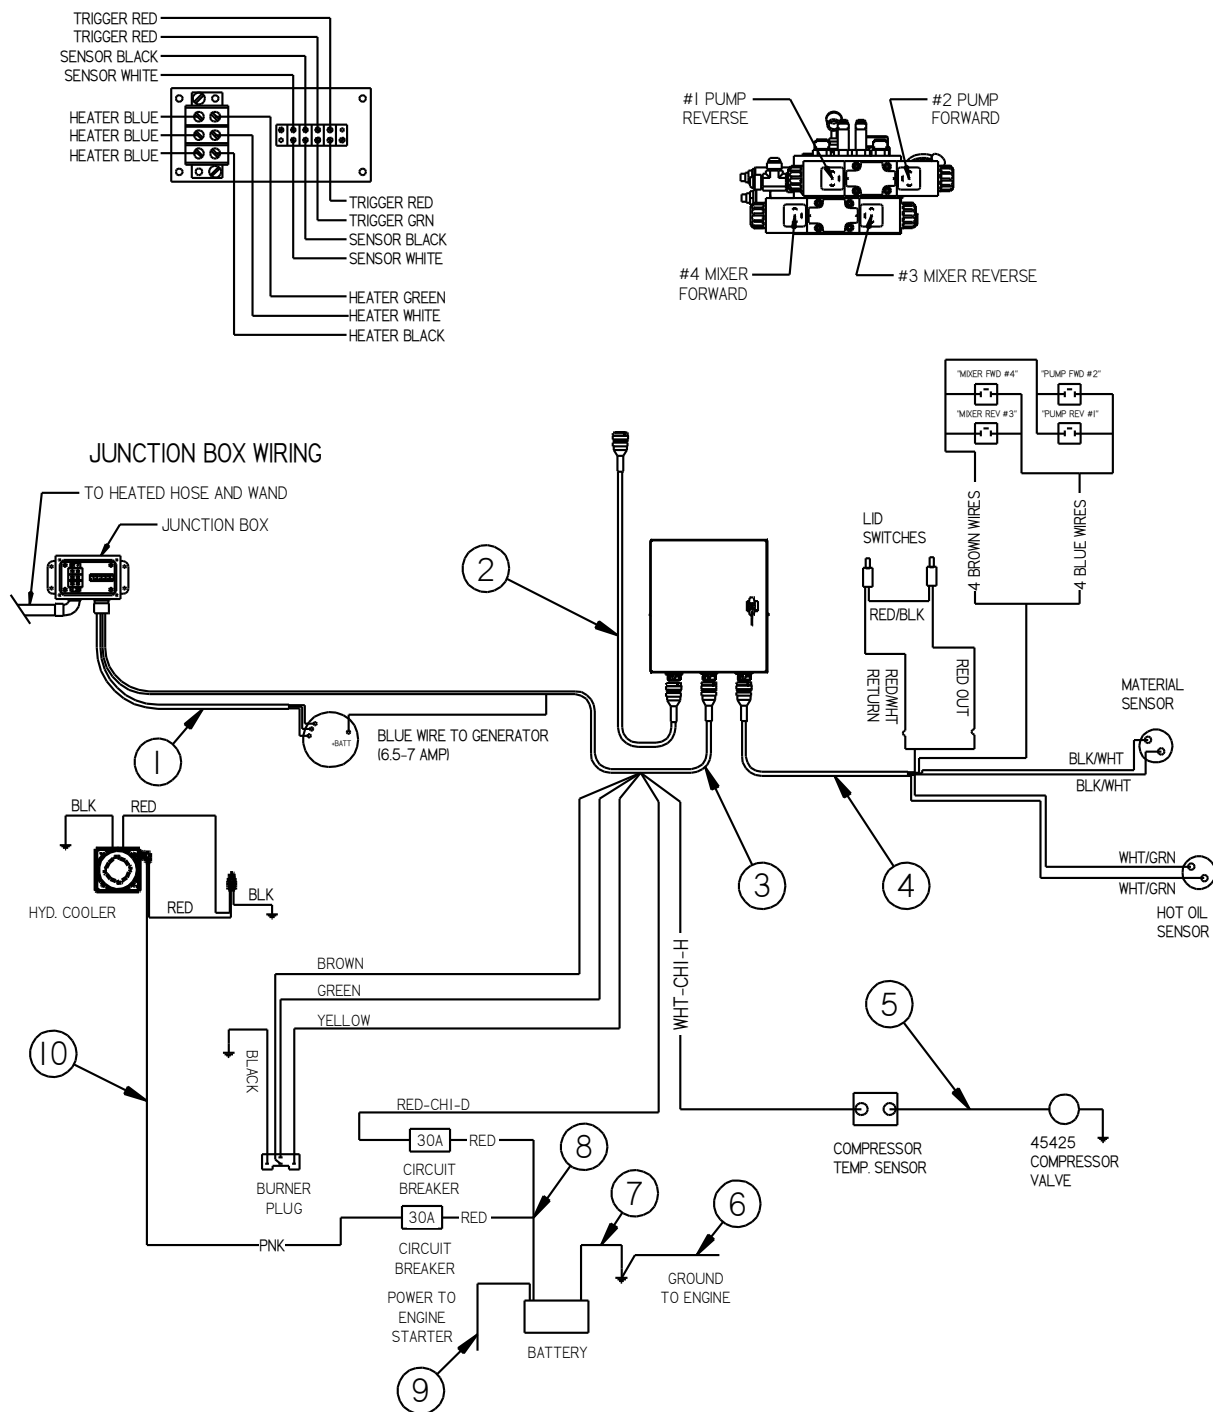 TRIGGER RED
TRIGGER RED
SENSOR BLACK
SENSOR WHITE
HEATER BLUE
HEATER BLUE
HEATER BLUE
TRIGGER RED
TRIGGER GRN
SENSOR BLACK
SENSOR WHITE
HEATER GREEN
HEATER WHITE
HEATER BLACK
#1 PUMP
REVERSE
#2 PUMP
FORWARD
#4 MIXER
FORWARD
#3 MIXER REVERSE
JUNCTION BOX WIRING
TO HEATED HOSE AND WAND
JUNCTION BOX
"MIXER FWD #4"
"PUMP FWD #2"
"MIXER REV #3"
"PUMP REV #1"
4 BROWN WIRES
4 BLUE WIRES
LID
SWITCHES
RED/BLK
RED/WHT
RETURN
RED OUT
MATERIAL
SENSOR
BLK/WHT
BLK/WHT
WHT/GRN
WHT/GRN
HOT OIL
SENSOR
1
2
3
4
+BATT
BLUE WIRE TO GENERATOR
(6.5-7 AMP)
BLK
RED
HYD. COOLER
RED
BLK
BROWN
GREEN
YELLOW
BLACK
WHT-CHI-H
10
5
RED-CHI-D
30A
RED
CIRCUIT
BREAKER
8
BURNER
PLUG
COMPRESSOR
TEMP. SENSOR
45425
COMPRESSOR
VALVE
PNK
30A
RED
CIRCUIT
BREAKER
7
6
GROUND
TO ENGINE
POWER TO
ENGINE
STARTER
BATTERY
9